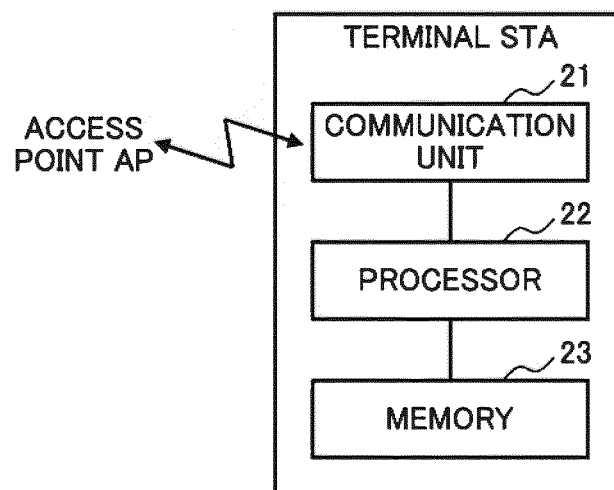 TERMINAL STA
21
COMMUNICATION
UNIT
ACCESS
POINT AP
22
PROCESSOR
23
MEMORY